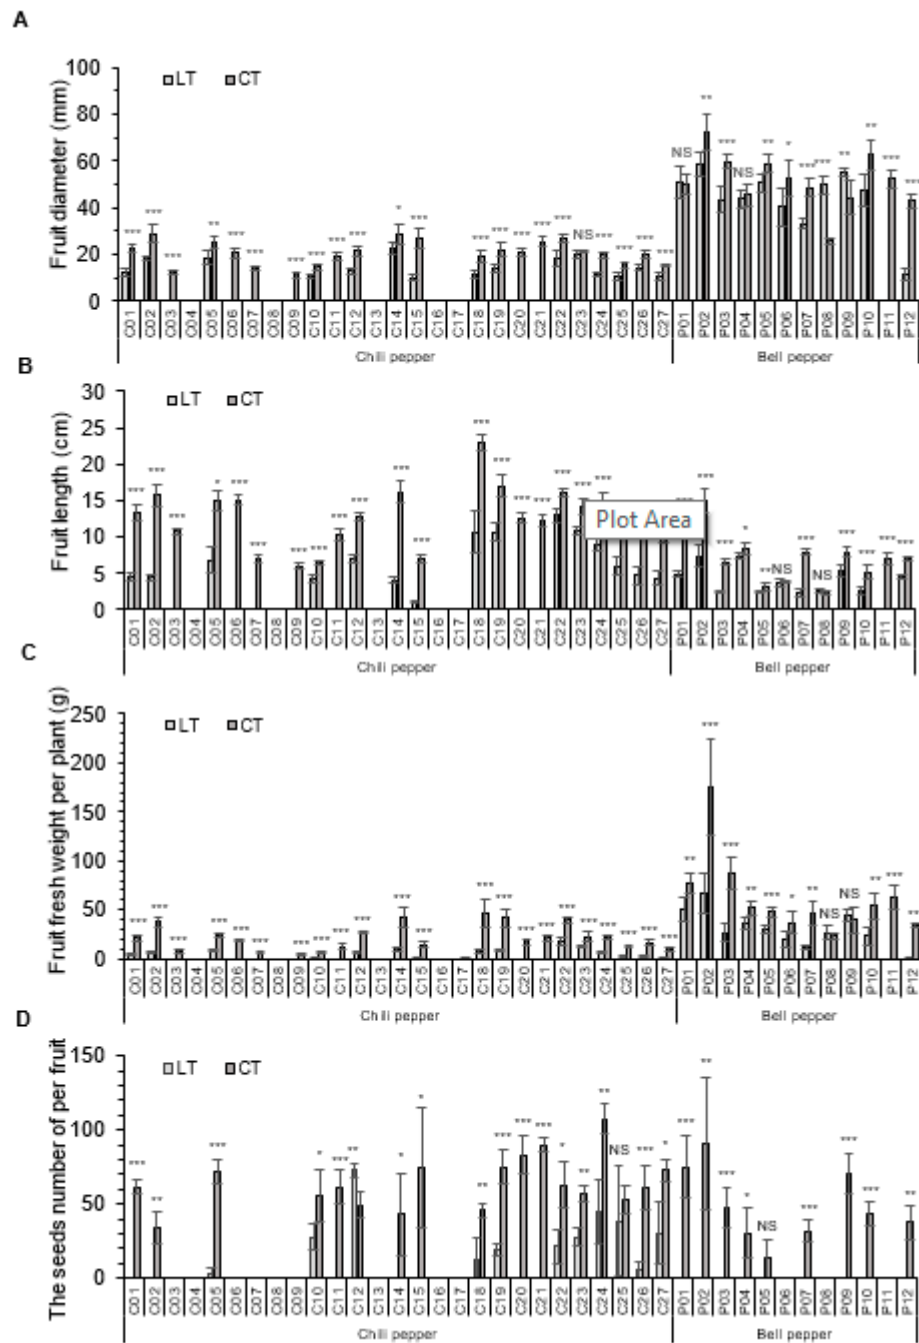 A
Fruit diameter (mm)
LT CT
100
80
60
40
20
0
*** *** *** ** *** *** *** *** *** *** * *** *** *** *** *** *** NS *** *** *** *** NS ** *** NS ** * *** *** ** ** *** ***
C01 C02 C03 C04 C05 C06 C07 C08 C09 C10 C11 C12 C13 C14 C15 C16 C17 C18 C19 C20 C21 C22 C23 C24 C25 C26 C27 P01 P02 P03 P04 P05 P06 P07 P08 P09 P10 P11 P12
Chili pepper Bell pepper
B
Fruit length (cm)
LT CT
30
25
20
15
10
5
0
*** *** *** * *** *** *** *** *** *** *** *** *** *** *** *** *** *** *** *** *** *** * ** NS *** NS *** *** *** ***
Plot Area
C01 C02 C03 C04 C05 C06 C07 C08 C09 C10 C11 C12 C13 C14 C15 C16 C17 C18 C19 C20 C21 C22 C23 C24 C25 C26 C27 P01 P02 P03 P04 P05 P06 P07 P08 P09 P10 P11 P12
Chili pepper Bell pepper
C
Fruit fresh weight per plant (g)
LT CT
250
200
150
100
50
0
*** *** *** *** *** *** *** *** *** *** *** *** *** *** *** *** *** *** *** *** *** ** *** *** ** *** * ** NS NS ** *** **
C01 C02 C03 C04 C05 C06 C07 C08 C09 C10 C11 C12 C13 C14 C15 C16 C17 C18 C19 C20 C21 C22 C23 C24 C25 C26 C27 P01 P02 P03 P04 P05 P06 P07 P08 P09 P10 P11 P12
Chili pepper Bell pepper
D
The seeds number of per fruit
LT CT
150
100
50
0
*** ** *** * *** ** * * ** *** *** *** * ** *** NS *** * *** ** *** * NS *** *** *** **
C01 C02 C03 C04 C05 C06 C07 C08 C09 C10 C11 C12 C13 C14 C15 C16 C17 C18 C19 C20 C21 C22 C23 C24 C25 C26 C27 P01 P02 P03 P04 P05 P06 P07 P08 P09 P10 P11 P12
Chili pepper Bell pepper